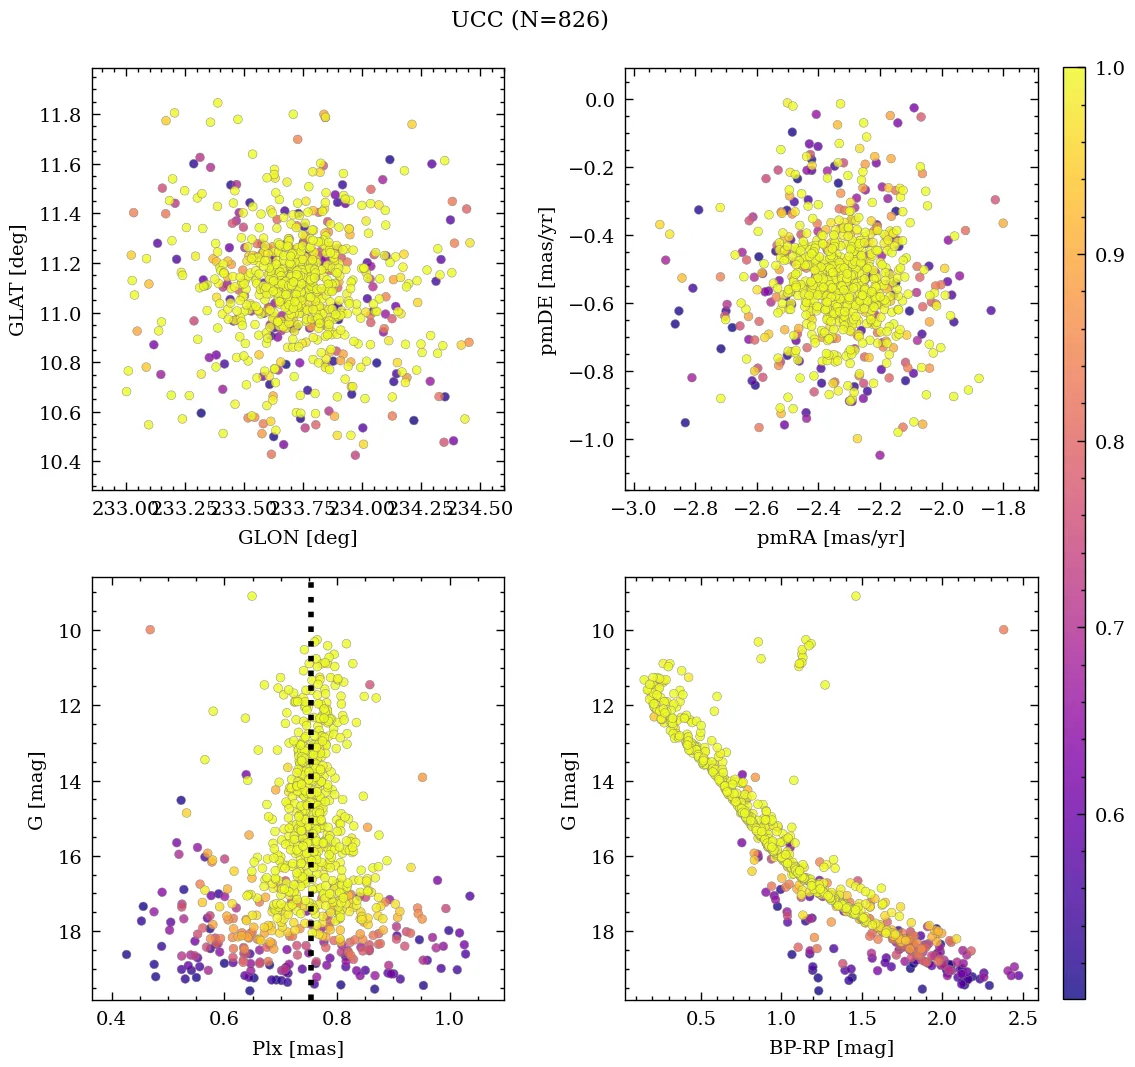 UCC (N=826)
11.8
11.6
11.4
11.2
11.0
10.8
10.6
10.4
GLAT [deg]
233.00 233.25 233.50 233.75 234.00 234.25 234.50
GLON [deg]
0.0
−0.2
−0.4
−0.6
−0.8
−1.0
pmDE [mas/yr]
−3.0 −2.8 −2.6 −2.4 −2.2 −2.0 −1.8
pmRA [mas/yr]
1.0
0.9
0.8
0.7
0.6
10
12
14
16
18
G [mag]
0.4 0.6 0.8 1.0
Plx [mas]
10
12
14
16
18
G [mag]
0.5 1.0 1.5 2.0 2.5
BP-RP [mag]